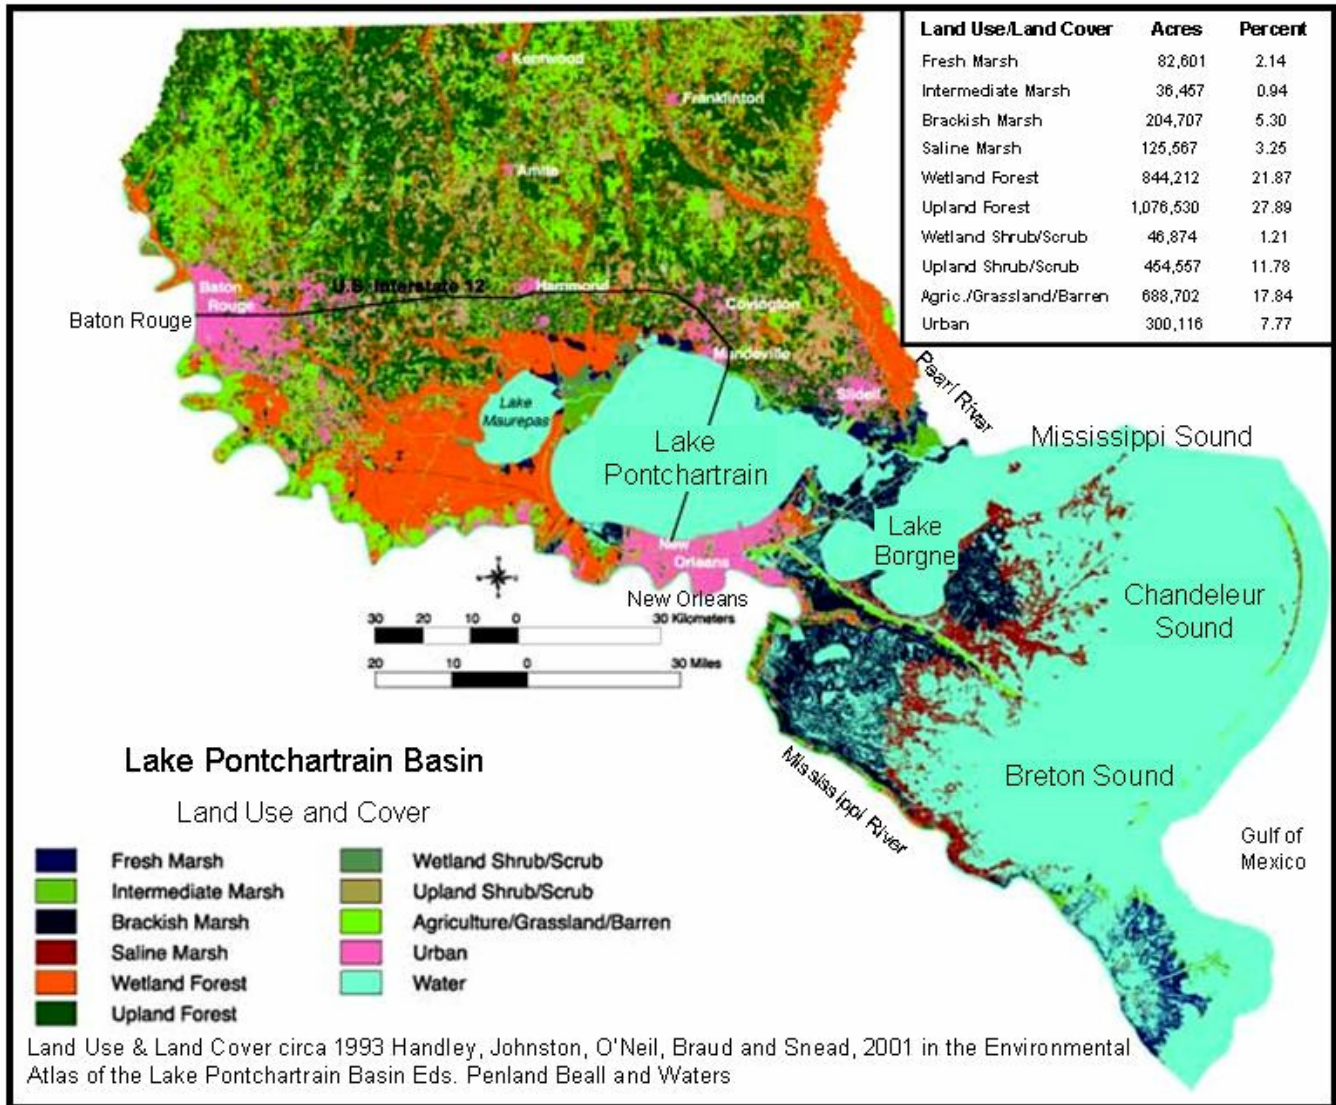 Land Use/Land Cover Acres Percent
Fresh Marsh 82,601 2.14
Intermediate Marsh 36,457 0.94
Brackish Marsh 204,707 5.30
Saline Marsh 125,567 3.25
Wetland Forest 844,212 21.87
Upland Forest 1,076,530 27.89
Wetland Shrub/Scrub 46,874 1.21
Upland Shrub/Scrub 454,557 11.78
Agric./Grassland/Barren 688,702 17.84
Urban 300,116 7.77
Kentwood
Franklinton
Amite
Baton
Rouge
U.S. Interstate 12
Hammond
Covington
Baton Rouge
Mandeville
Slidell
Pearl River
Lake
Maurepas
Lake
Pontchartrain
Mississippi Sound
Lake
Borgne
New
Orleans
New Orleans
Chandeleur
Sound
30 20 10 0 30 Kilometers
20 10 0 30 Miles
Mississippi River
Breton Sound
Gulf of
Mexico
Lake Pontchartrain Basin
Land Use and Cover
Fresh Marsh
Intermediate Marsh
Brackish Marsh
Saline Marsh
Wetland Forest
Upland Forest
Wetland Shrub/Scrub
Upland Shrub/Scrub
Agriculture/Grassland/Barren
Urban
Water
Land Use & Land Cover circa 1993 Handley, Johnston, O'Neil, Braud and Snead, 2001 in the Environmental
Atlas of the Lake Pontchartrain Basin Eds. Penland Beall and Waters